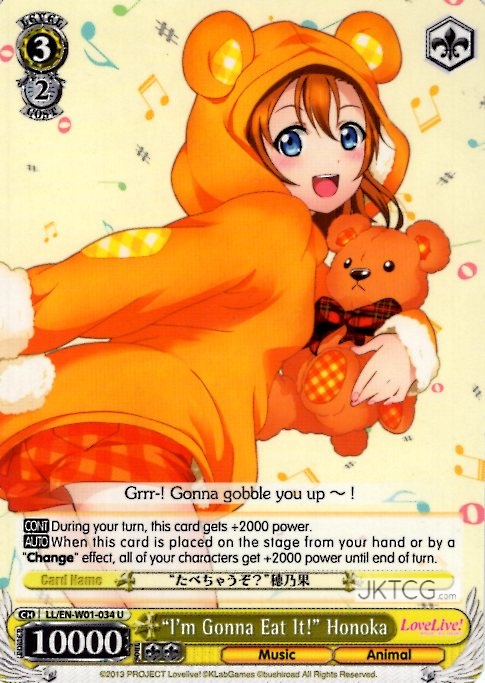 LEVEL
3
2
COST
Grrr-! Gonna gobble you up ～ !
CONT During your turn, this card gets +2000 power.
AUTO When this card is placed on the stage from your hand or by a
"Change" effect, all of your characters get +2000 power until end of turn.
Card Name
"たべちゃうぞ?"穂乃果
JKTCG.com
LL/EN-W01-034 U
"I'm Gonna Eat It!" Honoka
LoveLive!
10000
POWER
SOUL
Music
Animal
©2013 PROJECT Lovelive! ©KLabGames ©bushiroad All Rights Reserved.